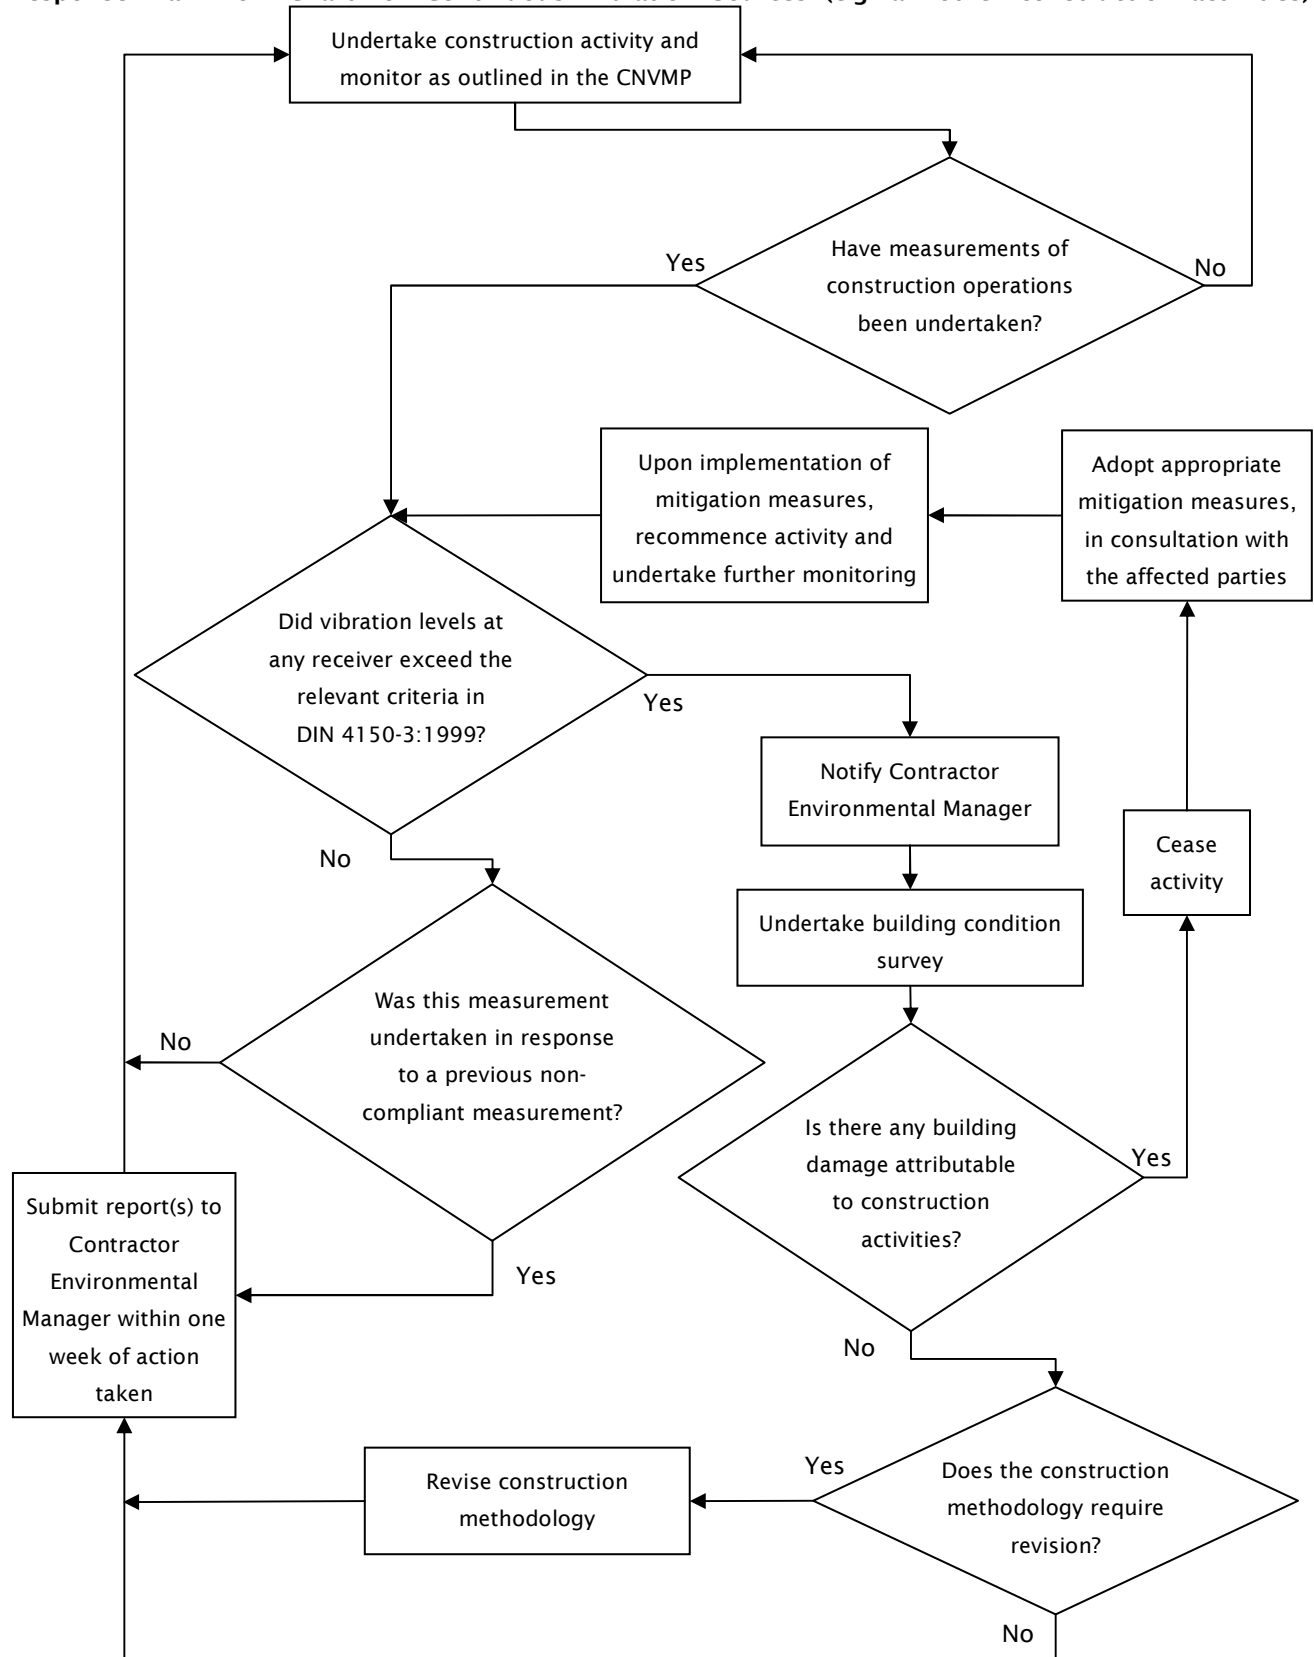 Undertake construction activity and
monitor as outlined in the CNVMP
Have measurements of
construction operations
been undertaken?
Yes
No
Upon implementation of
mitigation measures,
recommence activity and
undertake further monitoring
Adopt appropriate
mitigation measures,
in consultation with
the affected parties
Did vibration levels at
any receiver exceed the
relevant criteria in
DIN 4150-3:1999?
Yes
No
Notify Contractor
Environmental Manager
Cease
activity
Undertake building condition
survey
Was this measurement
undertaken in response
to a previous non-
compliant measurement?
No
Yes
Is there any building
damage attributable
to construction
activities?
Yes
No
Submit report(s) to
Contractor
Environmental
Manager within one
week of action
taken
Revise construction
methodology
Yes
Does the construction
methodology require
revision?
No